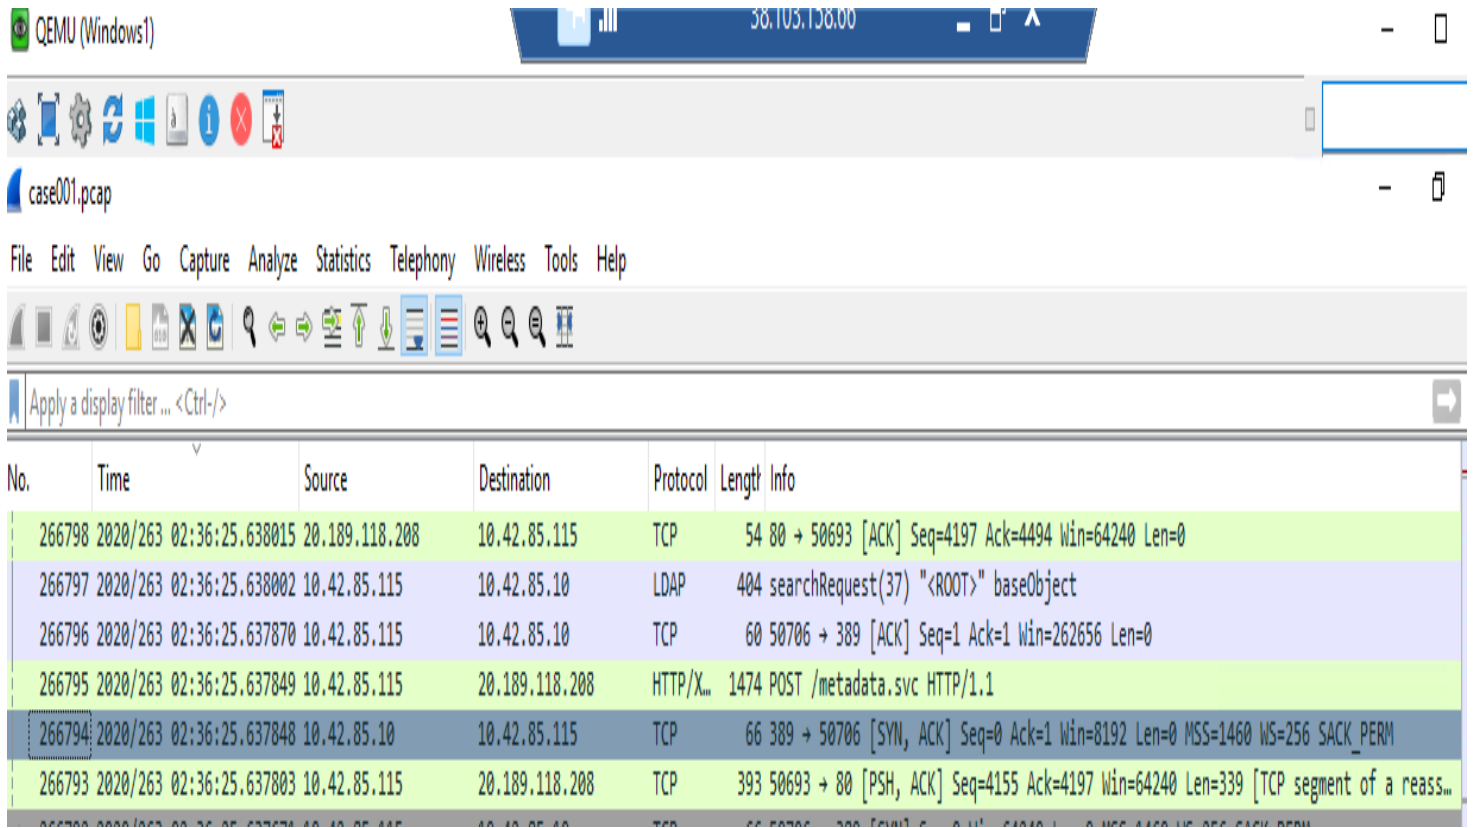 QEMU (Windows1)
38.103.158.66
case001.pcap
File Edit View Go Capture Analyze Statistics Telephony Wireless Tools Help
Apply a display filter ... <Ctrl-/>
No. Time Source Destination Protocol Length Info
266798 2020/263 02:36:25.638015 20.189.118.208 10.42.85.115 TCP 54 80 → 50693 [ACK] Seq=4197 Ack=4494 Win=64240 Len=0
266797 2020/263 02:36:25.638002 10.42.85.115 10.42.85.10 LDAP 404 searchRequest(37) "<ROOT>" baseObject
266796 2020/263 02:36:25.637870 10.42.85.115 10.42.85.10 TCP 60 50706 → 389 [ACK] Seq=1 Ack=1 Win=262656 Len=0
266795 2020/263 02:36:25.637849 10.42.85.115 20.189.118.208 HTTP/X… 1474 POST /metadata.svc HTTP/1.1
266794 2020/263 02:36:25.637848 10.42.85.10 10.42.85.115 TCP 66 389 → 50706 [SYN, ACK] Seq=0 Ack=1 Win=8192 Len=0 MSS=1460 WS=256 SACK_PERM
266793 2020/263 02:36:25.637803 10.42.85.115 20.189.118.208 TCP 393 50693 → 80 [PSH, ACK] Seq=4155 Ack=4197 Win=64240 Len=339 [TCP segment of a reass…